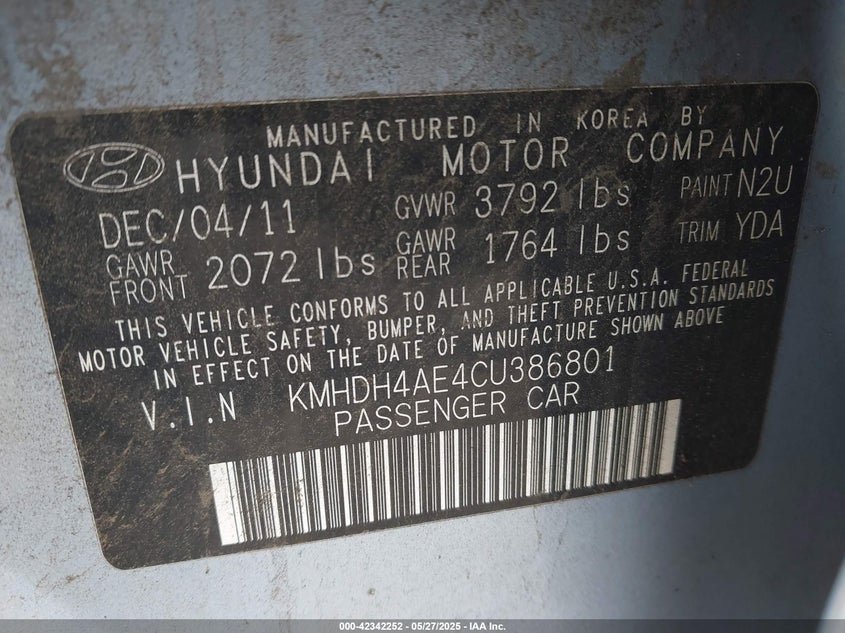 MANUFACTURED IN KOREA BY
HYUNDAI MOTOR COMPANY
DEC/04/11 GVWR 3792 lbs PAINT N2U
GAWR FRONT 2072 lbs GAWR REAR 1764 lbs TRIM YDA
THIS VEHICLE CONFORMS TO ALL APPLICABLE U.S.A. FEDERAL
MOTOR VEHICLE SAFETY, BUMPER, AND THEFT PREVENTION STANDARDS
IN EFFECT ON THE DATE OF MANUFACTURE SHOWN ABOVE
V.I.N KMHDH4AE4CU386801
PASSENGER CAR
000-42342252 - 05/27/2025 - IAA Inc.